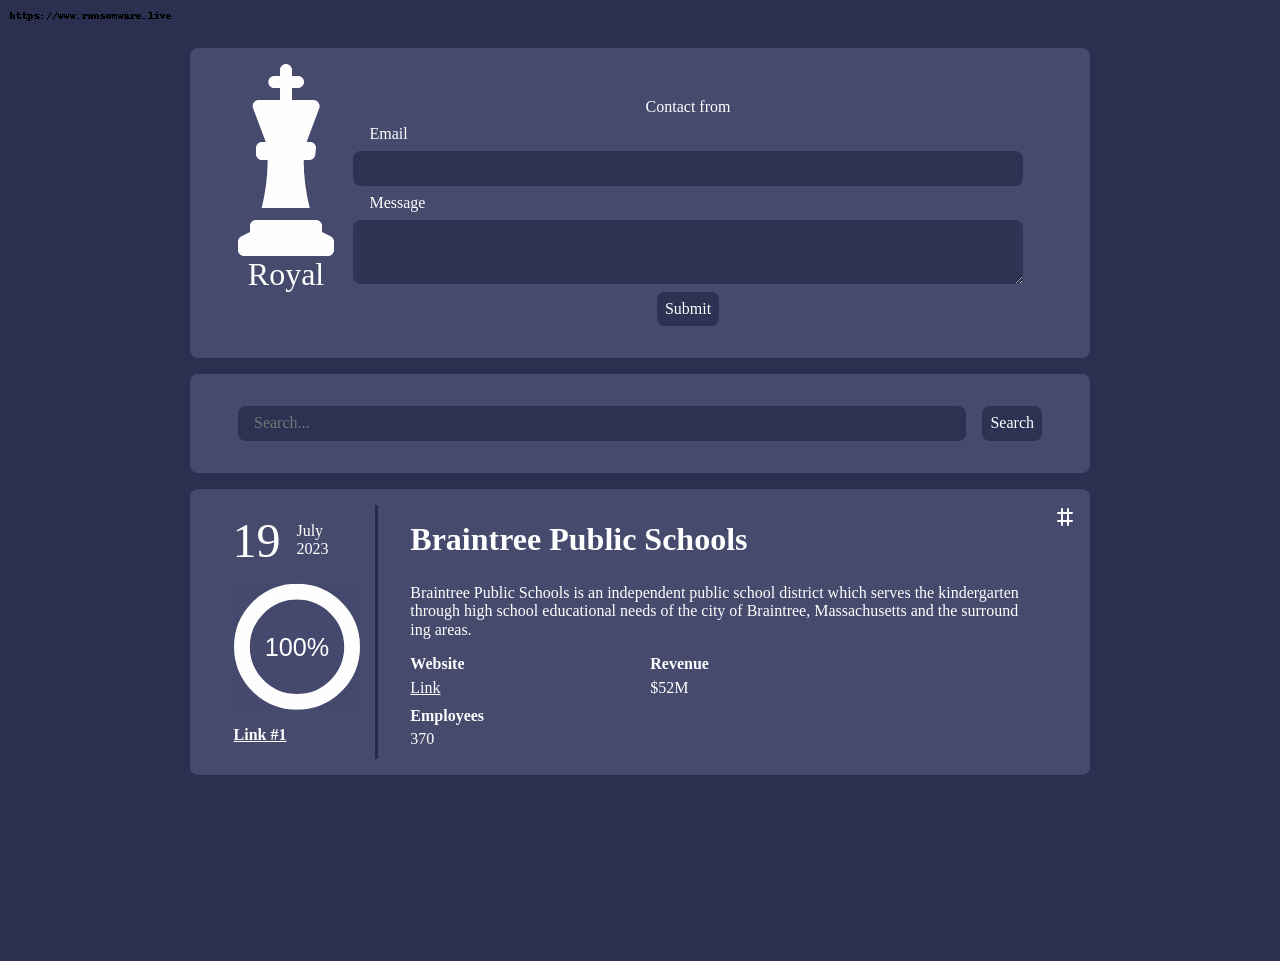 https://www.ransomware.live
Royal
Contact from
Email
Message
Submit
Search...
Search
19
July
2023
100%
Link #1
#
Braintree Public Schools
Braintree Public Schools is an independent public school district which serves the kindergarten
through high school educational needs of the city of Braintree, Massachusetts and the surround
ing areas.
Website
Revenue
Link
$52M
Employees
370